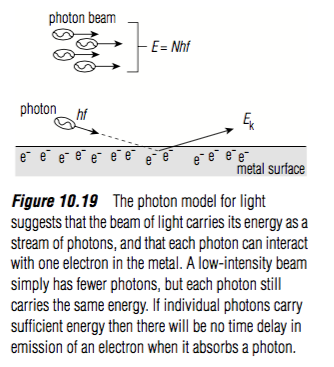 photon beam
E = Nhf
photon
hf
Eₖ
e⁻ e⁻ e⁻ e⁻ e⁻ e⁻ e⁻ e⁻ e⁻ e⁻ e⁻ e⁻
metal surface
Figure 10.19 The photon model for light
suggests that the beam of light carries its energy as a
stream of photons, and that each photon can interact
with one electron in the metal. A low-intensity beam
simply has fewer photons, but each photon still
carries the same energy. If individual photons carry
sufficient energy then there will be no time delay in
emission of an electron when it absorbs a photon.